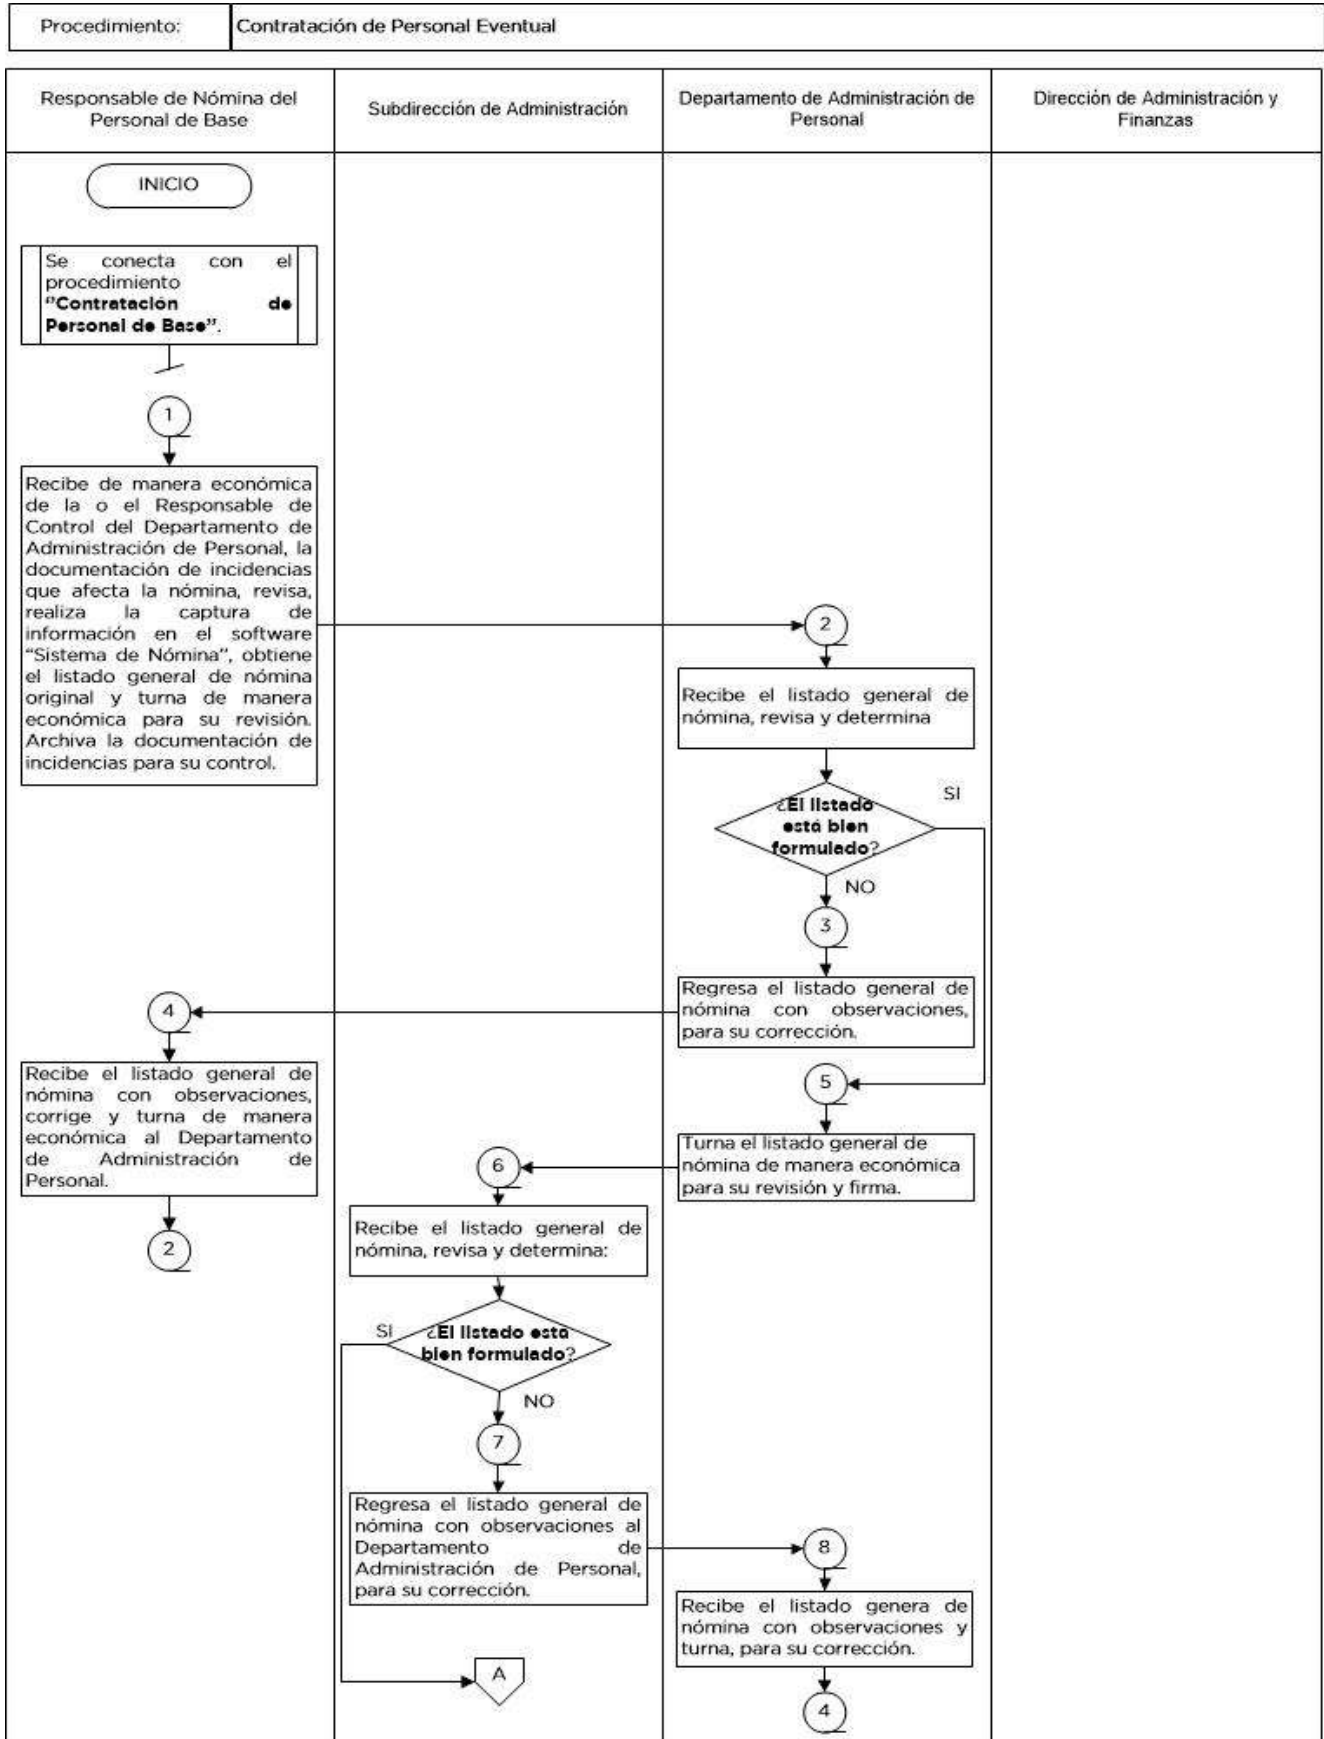 Procedimiento: Contratación de Personal Eventual
Responsable de Nómina del
Personal de Base
Subdirección de Administración
Departamento de Administración de
Personal
Dirección de Administración y
Finanzas
INICIO
Se conecta con el
procedimiento
"Contratación de
Personal de Base".
1
Recibe de manera económica
de la o el Responsable de
Control del Departamento de
Administración de Personal, la
documentación de incidencias
que afecta la nómina, revisa,
realiza la captura de
información en el software
"Sistema de Nómina", obtiene
el listado general de nómina
original y turna de manera
económica para su revisión.
Archiva la documentación de
incidencias para su control.
2
Recibe el listado general de
nómina, revisa y determina
¿El listado
está bien
formulado?
SI
NO
3
Regresa el listado general de
nómina con observaciones,
para su corrección.
4
Recibe el listado general de
nómina con observaciones,
corrige y turna de manera
económica al Departamento
de Administración de
Personal.
2
5
Turna el listado general de
nómina de manera económica
para su revisión y firma.
6
Recibe el listado general de
nómina, revisa y determina:
¿El listado está
bien formulado?
SI
NO
7
Regresa el listado general de
nómina con observaciones al
Departamento de
Administración de Personal,
para su corrección.
8
Recibe el listado genera de
nómina con observaciones y
turna, para su corrección.
4
A